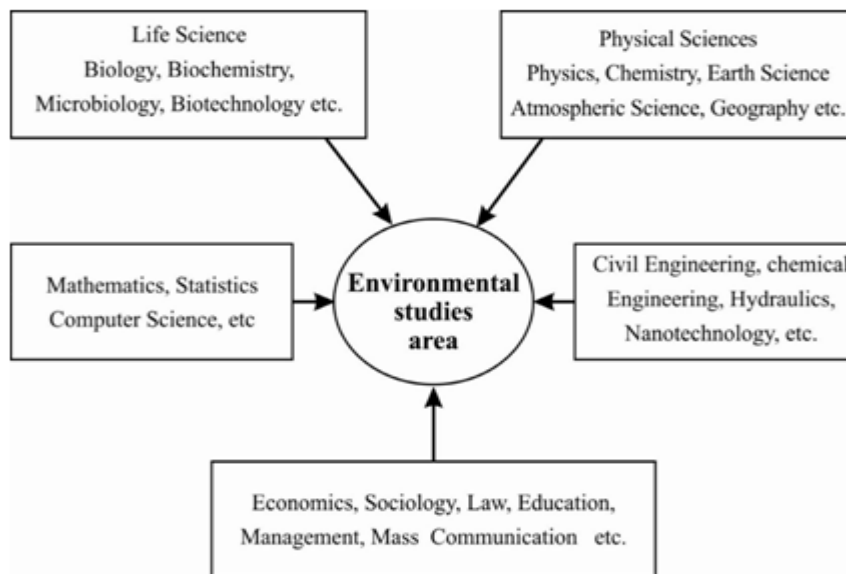 Life Science
Biology, Biochemistry,
Microbiology, Biotechnology etc.
Physical Sciences
Physics, Chemistry, Earth Science
Atmospheric Science, Geography etc.
Mathematics, Statistics
Computer Science, etc
Environmental
studies
area
Civil Engineering, chemical
Engineering, Hydraulics,
Nanotechnology, etc.
Economics, Sociology, Law, Education,
Management, Mass Communication etc.